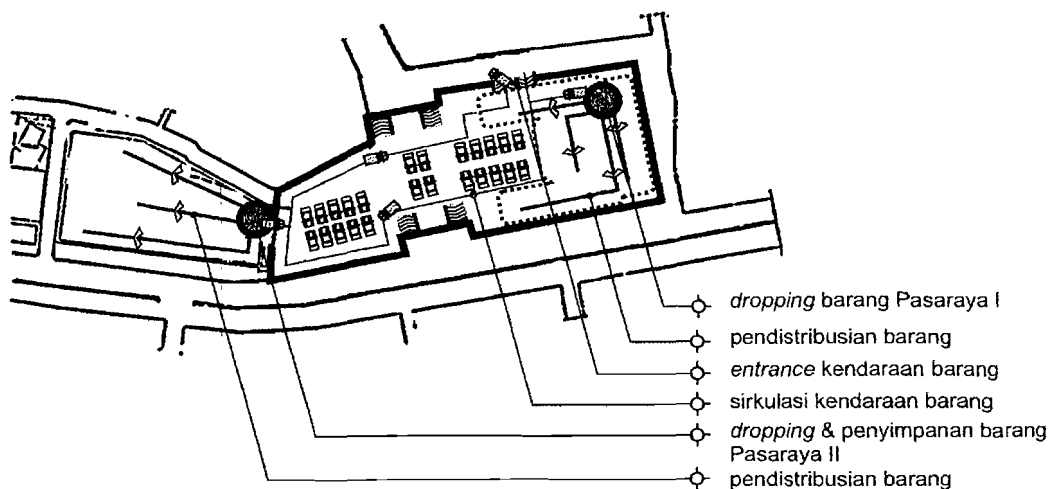 dropping barang Pasaraya I
pendistribusian barang
entrance kendaraan barang
sirkulasi kendaraan barang
dropping & penyimpanan barang
Pasaraya II
pendistribusian barang